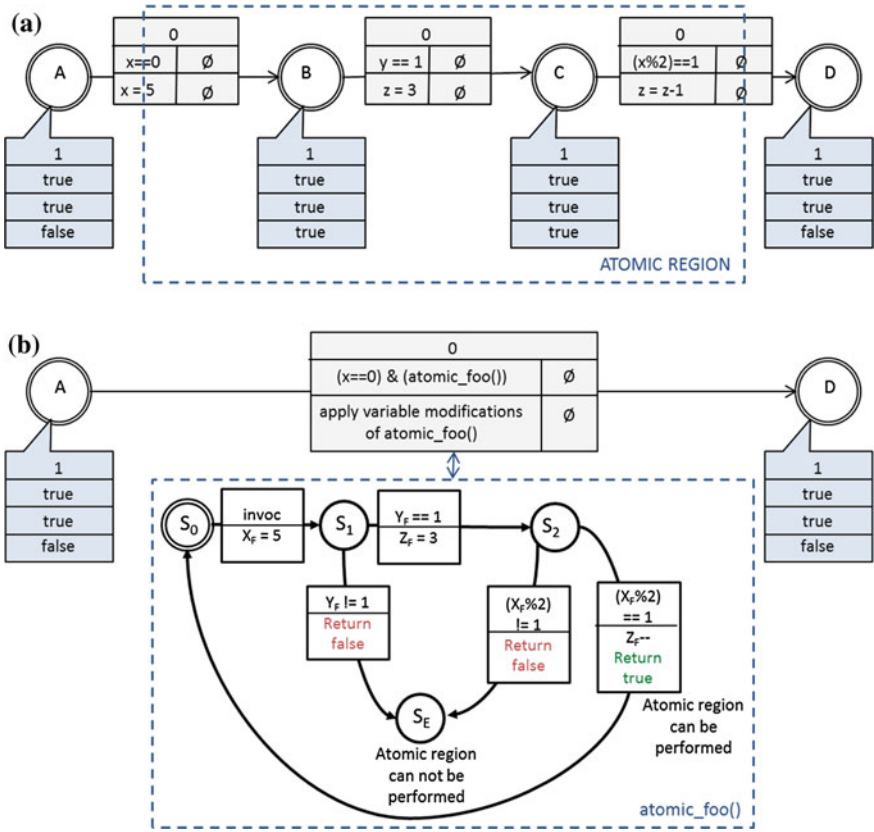 (a)
A
0
x==0 Ø
x = 5 Ø
B
0
y == 1 Ø
z = 3 Ø
C
0
(x%2)==1 Ø
z = z-1 Ø
D
1
true
true
false
1
true
true
true
1
true
true
true
1
true
true
false
ATOMIC REGION
(b)
A
0
(x==0) & (atomic_foo()) Ø
apply variable modifications
of atomic_foo() Ø
D
1
true
true
false
1
true
true
false
S0
invoc
XF = 5
S1
YF == 1
ZF = 3
S2
YF != 1
Return
false
(XF%2)
!= 1
Return
false
(XF%2)
== 1
ZF--
Return
true
SE
Atomic region
can not be
performed
Atomic region
can be
performed
atomic_foo()